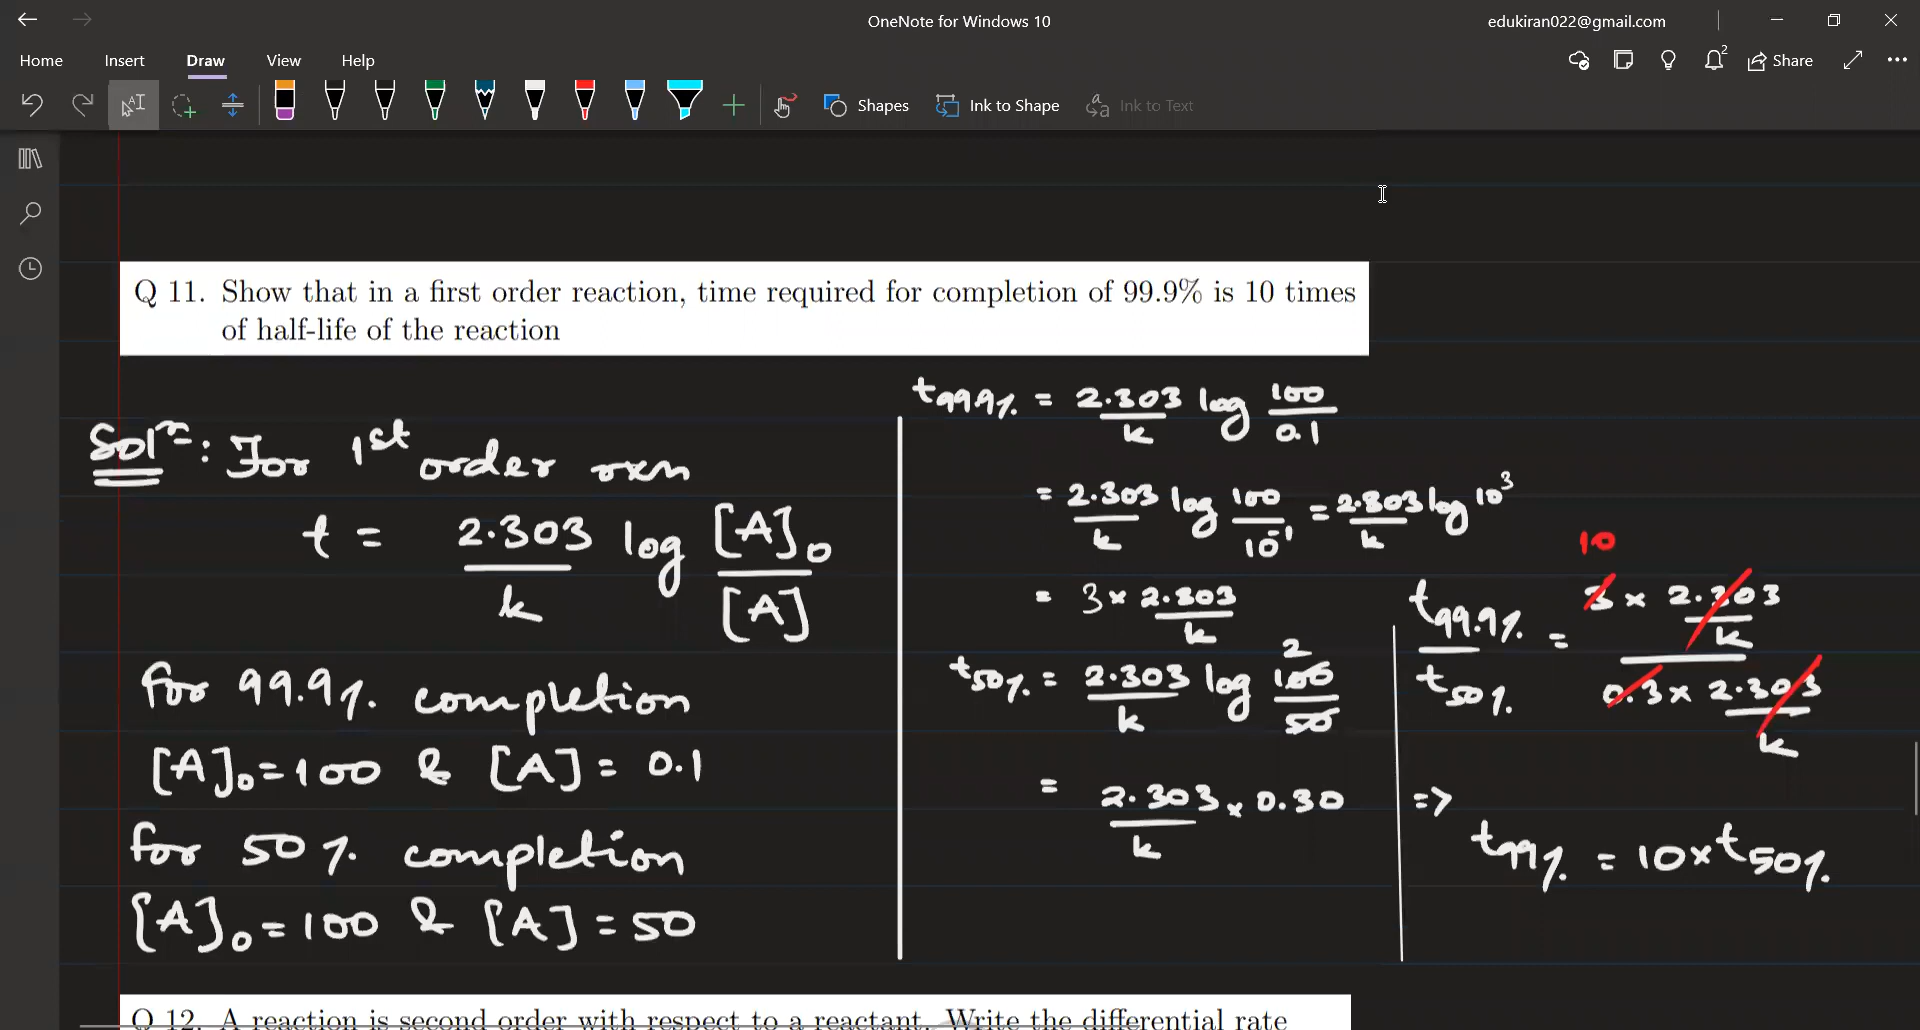 OneNote for Windows 10
edukiran022@gmail.com
Home Insert Draw View Help
Share
Shapes Ink to Shape Ink to Text
Q 11. Show that in a first order reaction, time required for completion of 99.9% is 10 times
of half-life of the reaction
Solⁿ: For 1st order rxn
t = 2.303/k log [A]₀/[A]
for 99.9% completion
[A]₀=100 & [A] = 0.1
for 50% completion
[A]₀=100 & [A] = 50
t99.9% = 2.303/k log 100/0.1
= 2.303/k log 100/10⁻¹ = 2.303/k log 10³
= 3 × 2.303/k
t50% = 2.303/k log 100/50 2
= 2.303/k × 0.30
10
t99.9%/t50% = 3 × 2.303/k / 0.3 × 2.303/k
=>
t99% = 10×t50%
Q 12. A reaction is second order with respect to a reactant. Write the differential rate